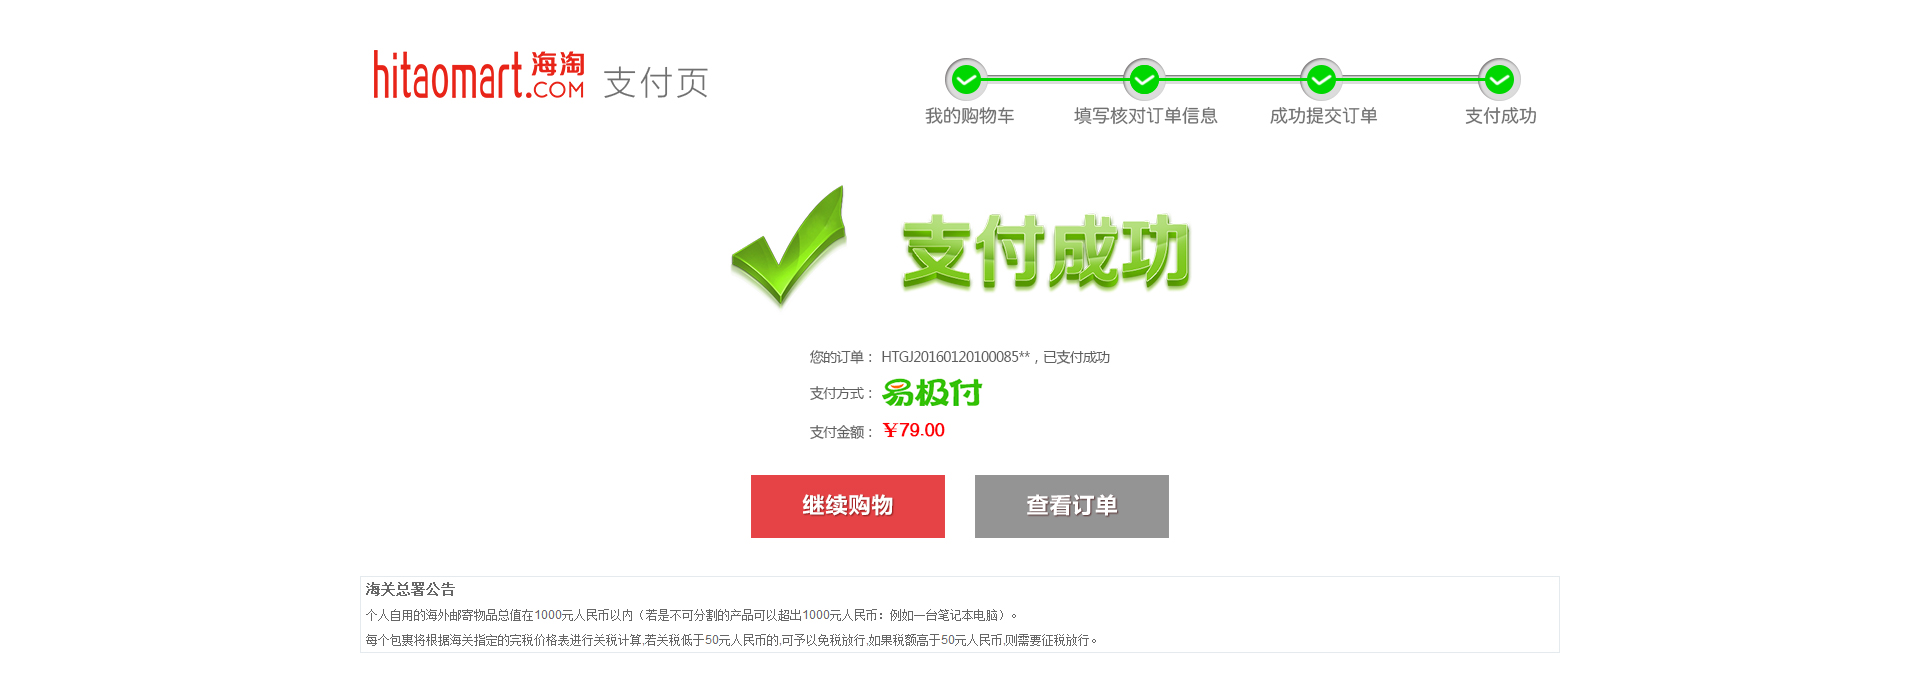 hitaomart.海淘COM 支付页
我的购物车 填写核对订单信息 成功提交订单 支付成功
支付成功
您的订单： HTGJ20160120100085**，已支付成功
支付方式： 易极付
支付金额： ¥79.00
继续购物 查看订单
海关总署公告
个人自用的海外邮寄物品总值在1000元人民币以内（若是不可分割的产品可以超出1000元人民币：例如一台笔记本电脑）。
每个包裹将根据海关指定的完税价格表进行关税计算,若关税低于50元人民币的,可予以免税放行,如果税额高于50元人民币,则需要征税放行。